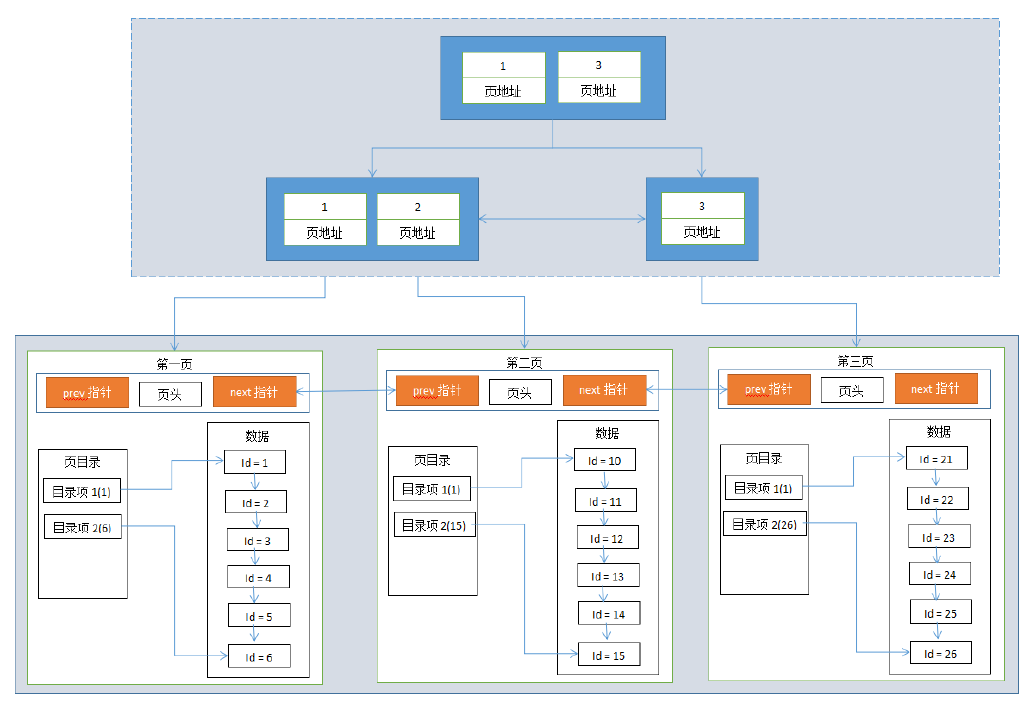 1 3
页地址 页地址
1 2 3
页地址 页地址 页地址
第一页
prev 指针 页头 next 指针
数据
页目录
目录项 1(1)
目录项 2(6)
Id = 1
Id = 2
Id = 3
Id = 4
Id = 5
Id = 6
第二页
prev 指针 页头 next 指针
数据
页目录
目录项 1(1)
目录项 2(15)
Id = 10
Id = 11
Id = 12
Id = 13
Id = 14
Id = 15
第三页
prev 指针 页头 next 指针
数据
页目录
目录项 1(1)
目录项 2(26)
Id = 21
Id = 22
Id = 23
Id = 24
Id = 25
Id = 26